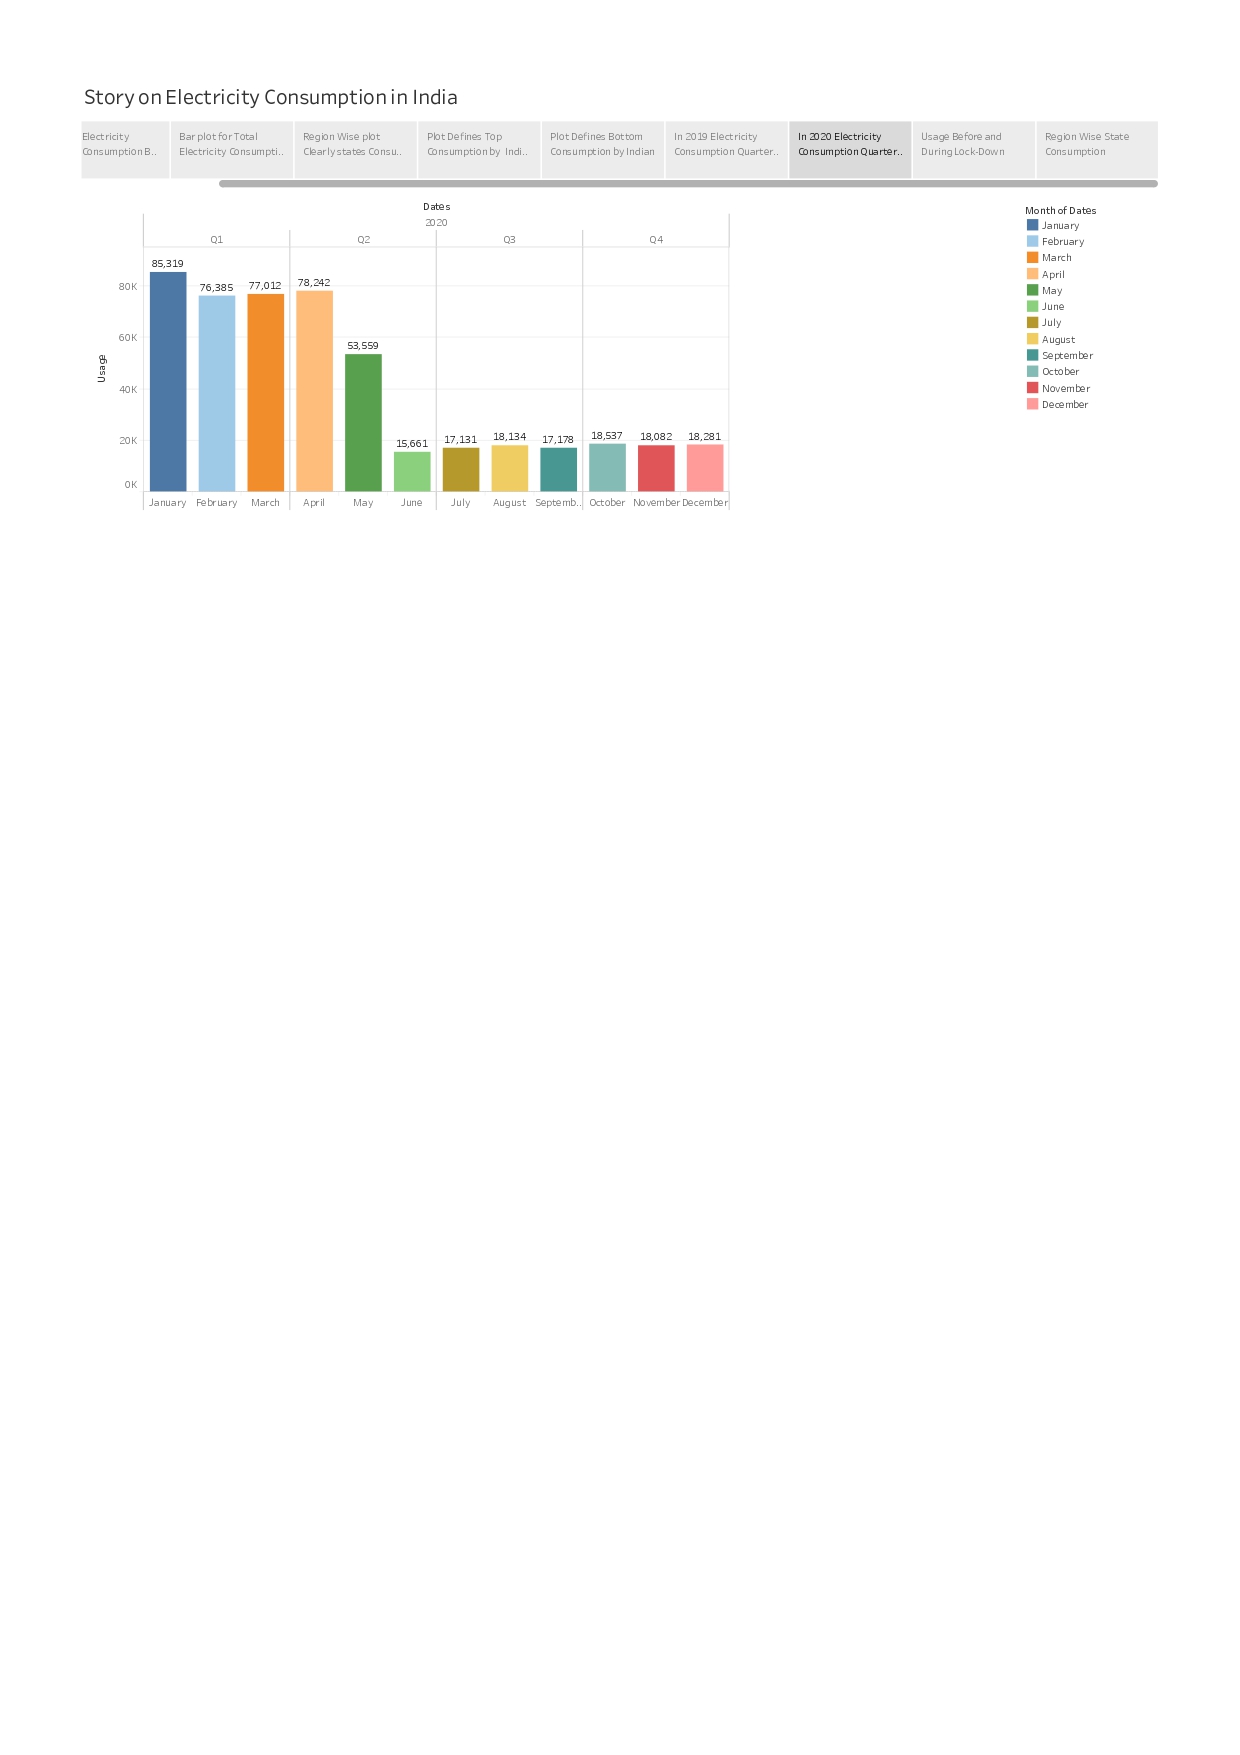 Story on Electricity Consumption in India
Electricity
Consumption B..
Bar plot for Total
Electricity Consumpti..
Region Wise plot
Clearly states Consu..
Plot Defines Top
Consumption by Indi..
Plot Defines Bottom
Consumption by Indian
In 2019 Electricity
Consumption Quarter..
In 2020 Electricity
Consumption Quarter..
Usage Before and
During Lock-Down
Region Wise State
Consumption
Dates
2020
Q1 Q2 Q3 Q4
Usage
80K
60K
40K
20K
0K
85,319
76,385
77,012
78,242
53,559
15,661
17,131
18,134
17,178
18,537
18,082
18,281
January February March April May June July August Septemb.. October November December
Month of Dates
January
February
March
April
May
June
July
August
September
October
November
December